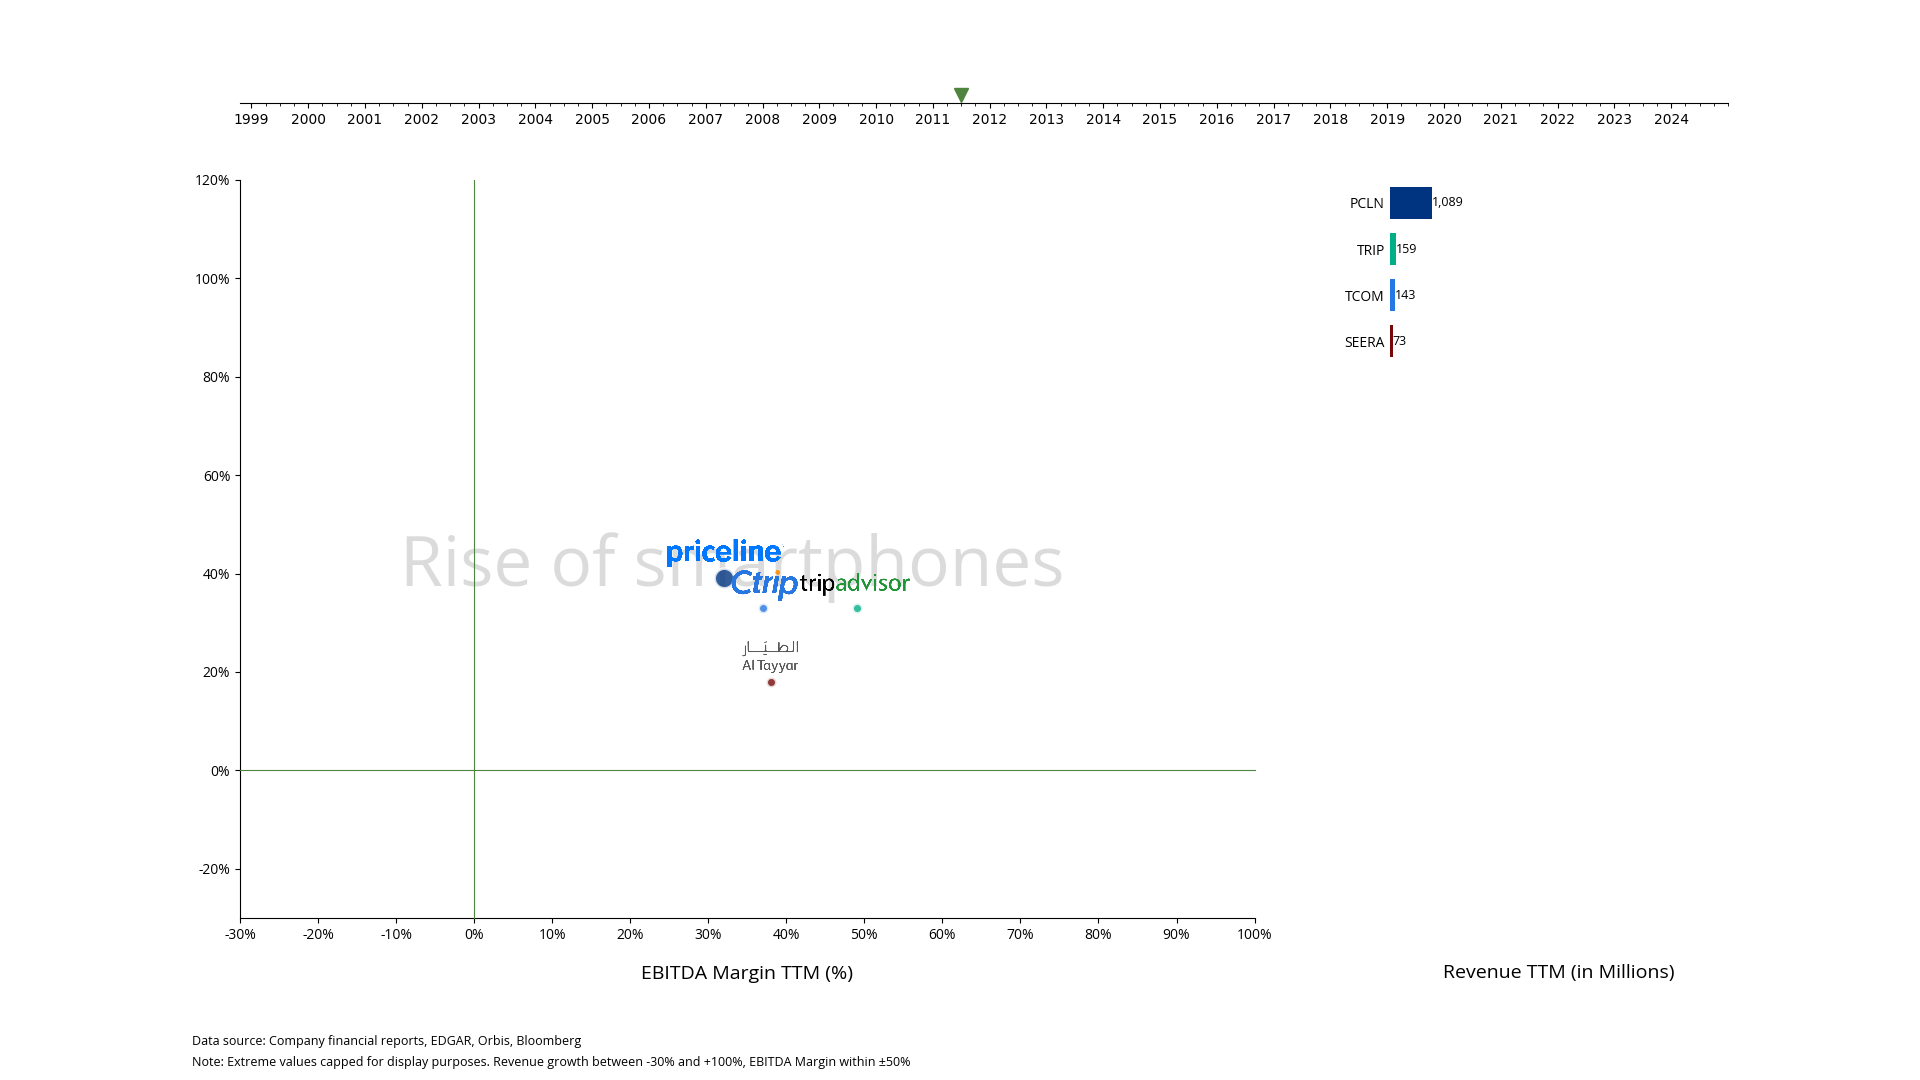 1999 2000 2001 2002 2003 2004 2005 2006 2007 2008 2009 2010 2011 2012 2013 2014 2015 2016 2017 2018 2019 2020 2021 2022 2023 2024
120%
100%
80%
60%
40%
20%
0%
-20%
Rise of smartphones
priceline
Ctrip
tripadvisor
الطيّار
Al Tayyar
-30% -20% -10% 0% 10% 20% 30% 40% 50% 60% 70% 80% 90% 100%
EBITDA Margin TTM (%)
PCLN 1,089
TRIP 159
TCOM 143
SEERA 73
Revenue TTM (in Millions)
Data source: Company financial reports, EDGAR, Orbis, Bloomberg
Note: Extreme values capped for display purposes. Revenue growth between -30% and +100%, EBITDA Margin within ±50%